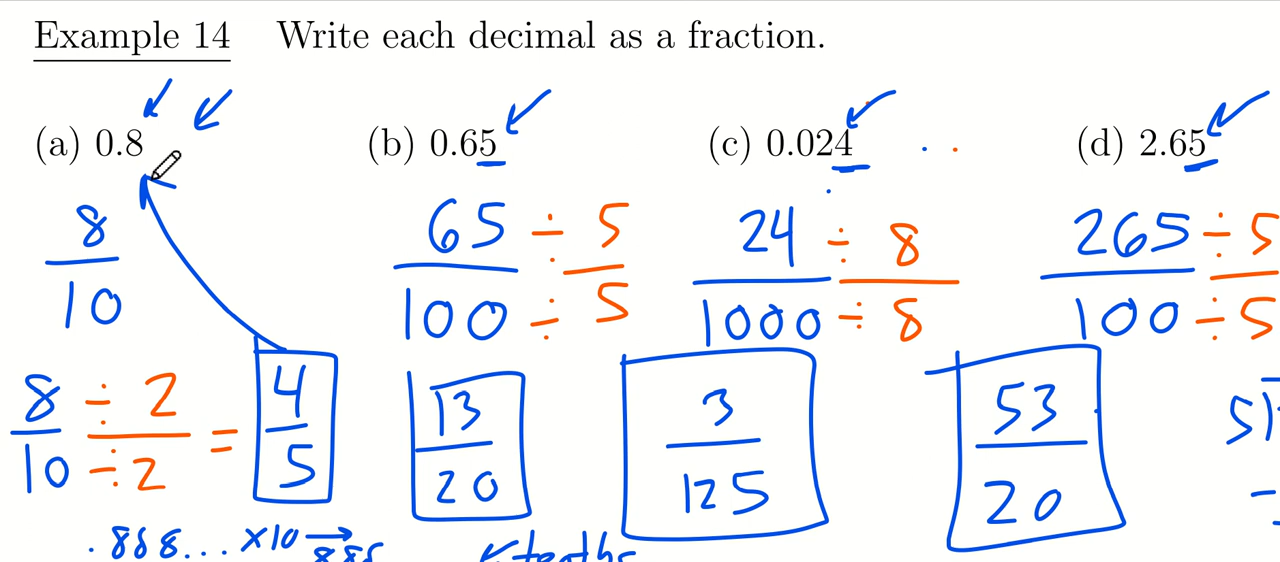 Example 14 Write each decimal as a fraction.
(a) 0.8 (b) 0.65 (c) 0.024 (d) 2.65
8/10 65/100 ÷ 5/÷ 5 24/1000 ÷ 8/÷ 8 265/100 ÷ 5/÷ 5
8/10 ÷ 2/÷ 2 = 4/5 13/20 3/125 53/20 5
.888... ×10 → tenths